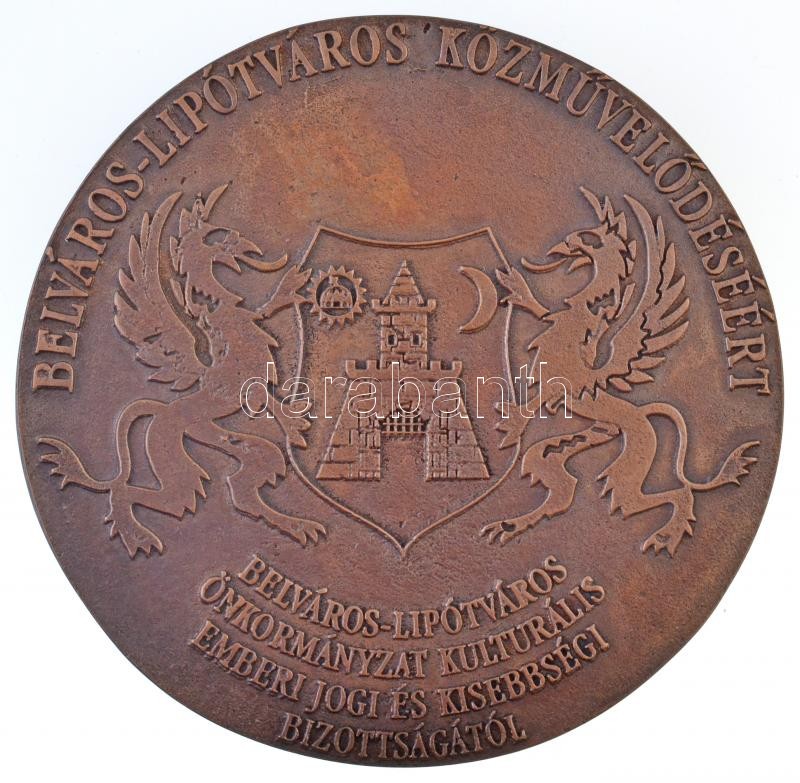 BELVÁROS-LIPÓTVÁROS KÖZMŰVELŐDÉSÉÉRT
darabanth
BELVÁROS-LIPÓTVÁROS
ÖNKORMÁNYZAT KULTURÁLIS
EMBERI JOGI ÉS KISEBBSÉGI
BIZOTTSÁGÁTÓL